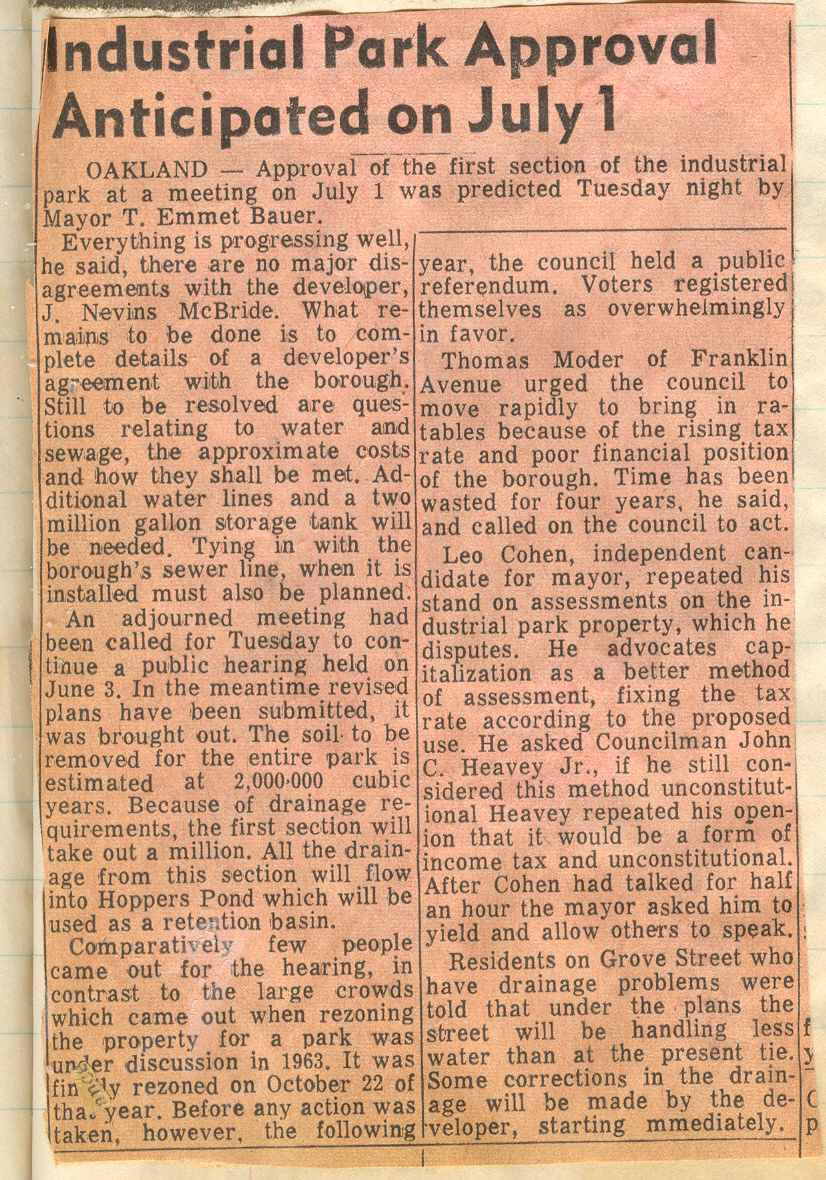 Industrial Park Approval
Anticipated on July 1
OAKLAND — Approval of the first section of the industrial
park at a meeting on July 1 was predicted Tuesday night by
Mayor T. Emmet Bauer.
Everything is progressing well,
he said, there are no major dis-
agreements with the developer,
J. Nevins McBride. What re-
mains to be done is to com-
plete details of a developer's
agreement with the borough.
Still to be resolved are ques-
tions relating to water and
sewage, the approximate costs
and how they shall be met. Ad-
ditional water lines and a two
million gallon storage tank will
be needed. Tying in with the
borough's sewer line, when it is
installed must also be planned.
An adjourned meeting had
been called for Tuesday to con-
tinue a public hearing held on
June 3. In the meantime revised
plans have been submitted, it
was brought out. The soil to be
removed for the entire park is
estimated at 2,000.000 cubic
years. Because of drainage re-
quirements, the first section will
take out a million. All the drain-
age from this section will flow
into Hoppers Pond which will be
used as a retention basin.
Comparatively few people
came out for the hearing, in
contrast to the large crowds
which came out when rezoning
the property for a park was
under discussion in 1963. It was
rezoned on October 22 of
that year. Before any action was
taken, however, the following
year, the council held a public
referendum. Voters registered
themselves as overwhelmingly
in favor.
Thomas Moder of Franklin
Avenue urged the council to
move rapidly to bring in ra-
tables because of the rising tax
rate and poor financial position
of the borough. Time has been
wasted for four years, he said,
and called on the council to act.
Leo Cohen, independent can-
didate for mayor, repeated his
stand on assessments on the in-
dustrial park property, which he
disputes. He advocates cap-
italization as a better method
of assessment, fixing the tax
rate according to the proposed
use. He asked Councilman John
C. Heavey Jr., if he still con-
sidered this method unconstitut-
ional Heavey repeated his open-
ion that it would be a form of
income tax and unconstitutional.
After Cohen had talked for half
an hour the mayor asked him to
yield and allow others to speak.
Residents on Grove Street who
have drainage problems were
told that under the plans the
street will be handling less
water than at the present tie.
Some corrections in the drain-
age will be made by the de-
veloper, starting mmediately.